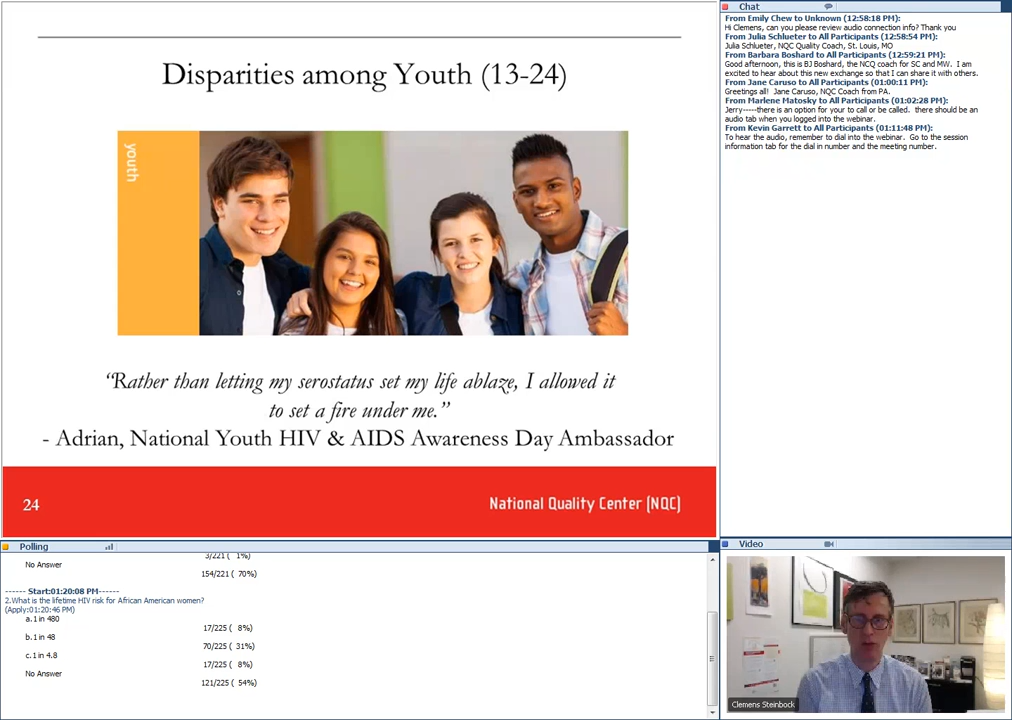 Disparities among Youth (13-24)
youth
“Rather than letting my serostatus set my life ablaze, I allowed it
to set a fire under me.”
- Adrian, National Youth HIV & AIDS Awareness Day Ambassador
24
National Quality Center (NQC)
Chat
From Emily Chew to Unknown (12:58:18 PM):
Hi Clemens, can you please review audio connection info? Thank you
From Julia Schlueter to All Participants (12:58:54 PM):
Julia Schlueter, NQC Quality Coach, St. Louis, MO
From Barbara Boshard to All Participants (12:59:21 PM):
Good afternoon, this is BJ Boshard, the NCQ coach for SC and MW. I am
excited to hear about this new exchange so that I can share it with others.
From Jane Caruso to All Participants (01:00:11 PM):
Greetings all! Jane Caruso, NQC Coach from PA.
From Marlene Matosky to All Participants (01:02:28 PM):
Jerry-----there is an option for your to call or be called. there should be an
audio tab when you logged into the webinar.
From Kevin Garrett to All Participants (01:11:48 PM):
To hear the audio, remember to dial into the webinar. Go to the session
information tab for the dial in number and the meeting number.
Polling
3/221 ( 1%)
No Answer
154/221 ( 70%)
------ Start:01:20:08 PM------
2.What is the lifetime HIV risk for African American women?
(Apply:01:20:46 PM)
a.1 in 480
17/225 ( 8%)
b.1 in 48
70/225 ( 31%)
c.1 in 4.8
17/225 ( 8%)
No Answer
121/225 ( 54%)
Video
Clemens Steinbock